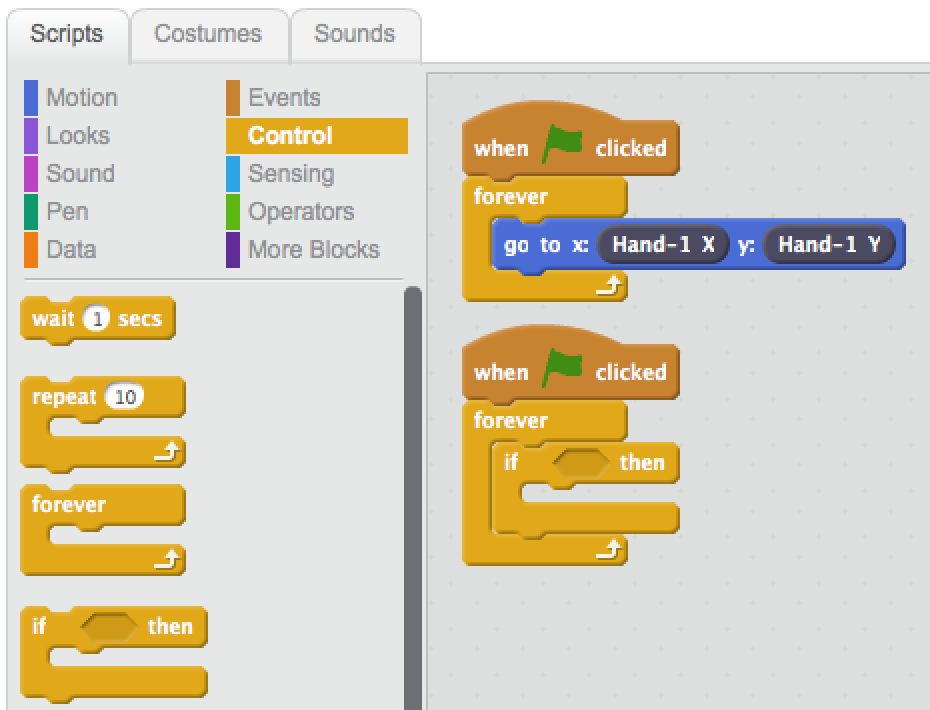 Scripts Costumes Sounds
Motion Events
Looks Control
Sound Sensing
Pen Operators
Data More Blocks
wait 1 secs
repeat 10
forever
if then
when clicked
forever
go to x: Hand-1 X y: Hand-1 Y
when clicked
forever
if then